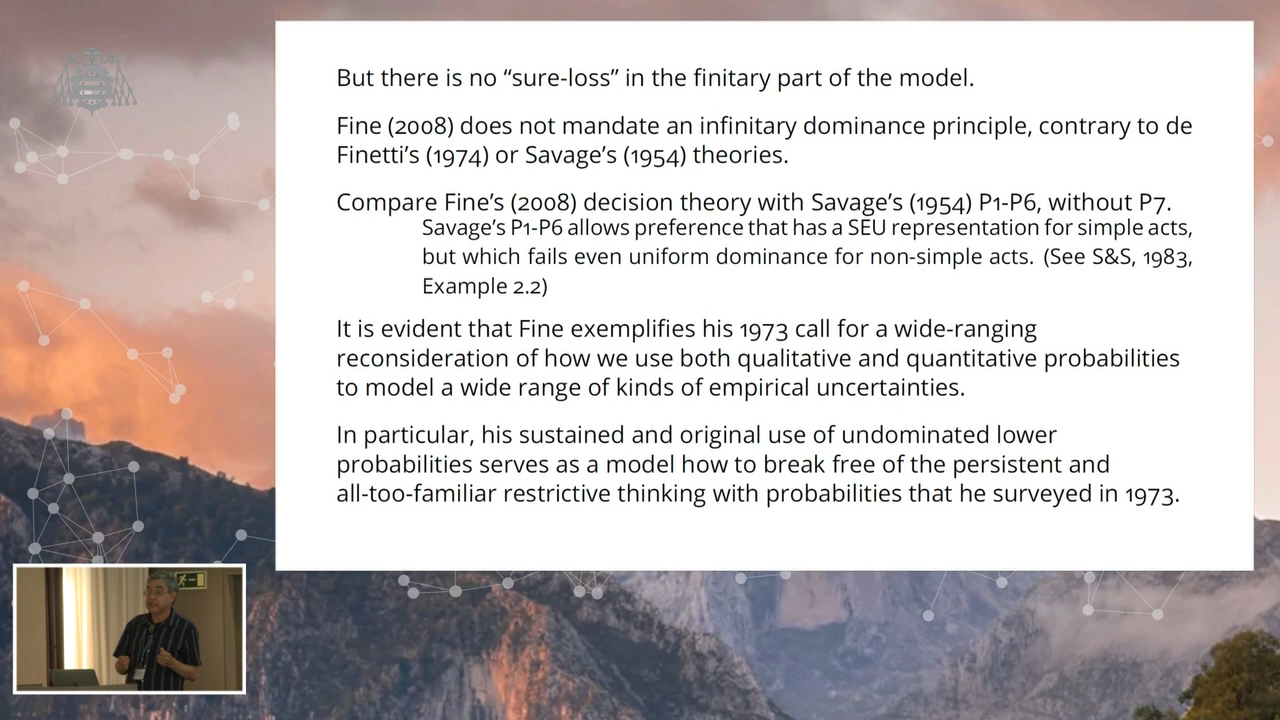 But there is no “sure-loss” in the finitary part of the model.
Fine (2008) does not mandate an infinitary dominance principle, contrary to de
Finetti’s (1974) or Savage’s (1954) theories.
Compare Fine’s (2008) decision theory with Savage’s (1954) P1-P6, without P7.
Savage’s P1-P6 allows preference that has a SEU representation for simple acts,
but which fails even uniform dominance for non-simple acts. (See S&S, 1983,
Example 2.2)
It is evident that Fine exemplifies his 1973 call for a wide-ranging
reconsideration of how we use both qualitative and quantitative probabilities
to model a wide range of kinds of empirical uncertainties.
In particular, his sustained and original use of undominated lower
probabilities serves as a model how to break free of the persistent and
all-too-familiar restrictive thinking with probabilities that he surveyed in 1973.